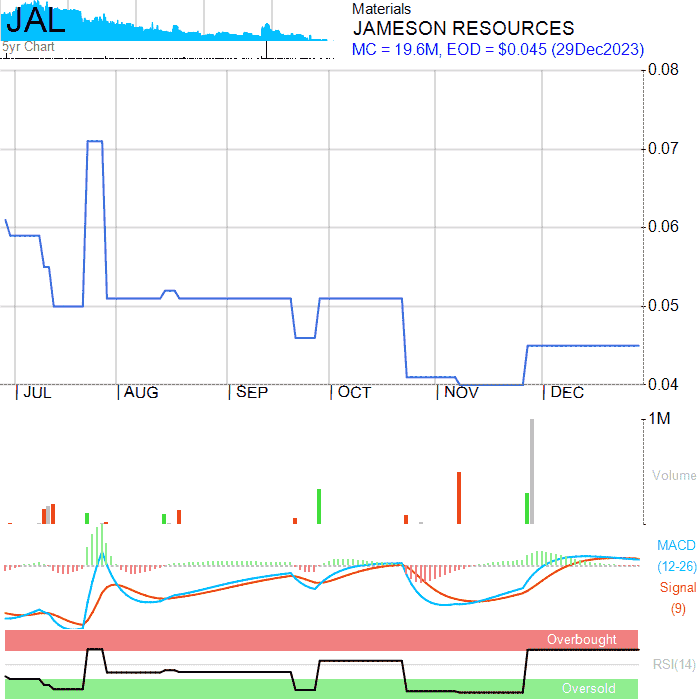 JAL
5yr Chart
Materials
JAMESON RESOURCES
MC = 19.6M, EOD = $0.045 (29Dec2023)
0.08
0.07
0.06
0.05
0.04
JUL AUG SEP OCT NOV DEC
1M
Volume
MACD
(12-26)
Signal
(9)
Overbought
RSI(14)
Oversold